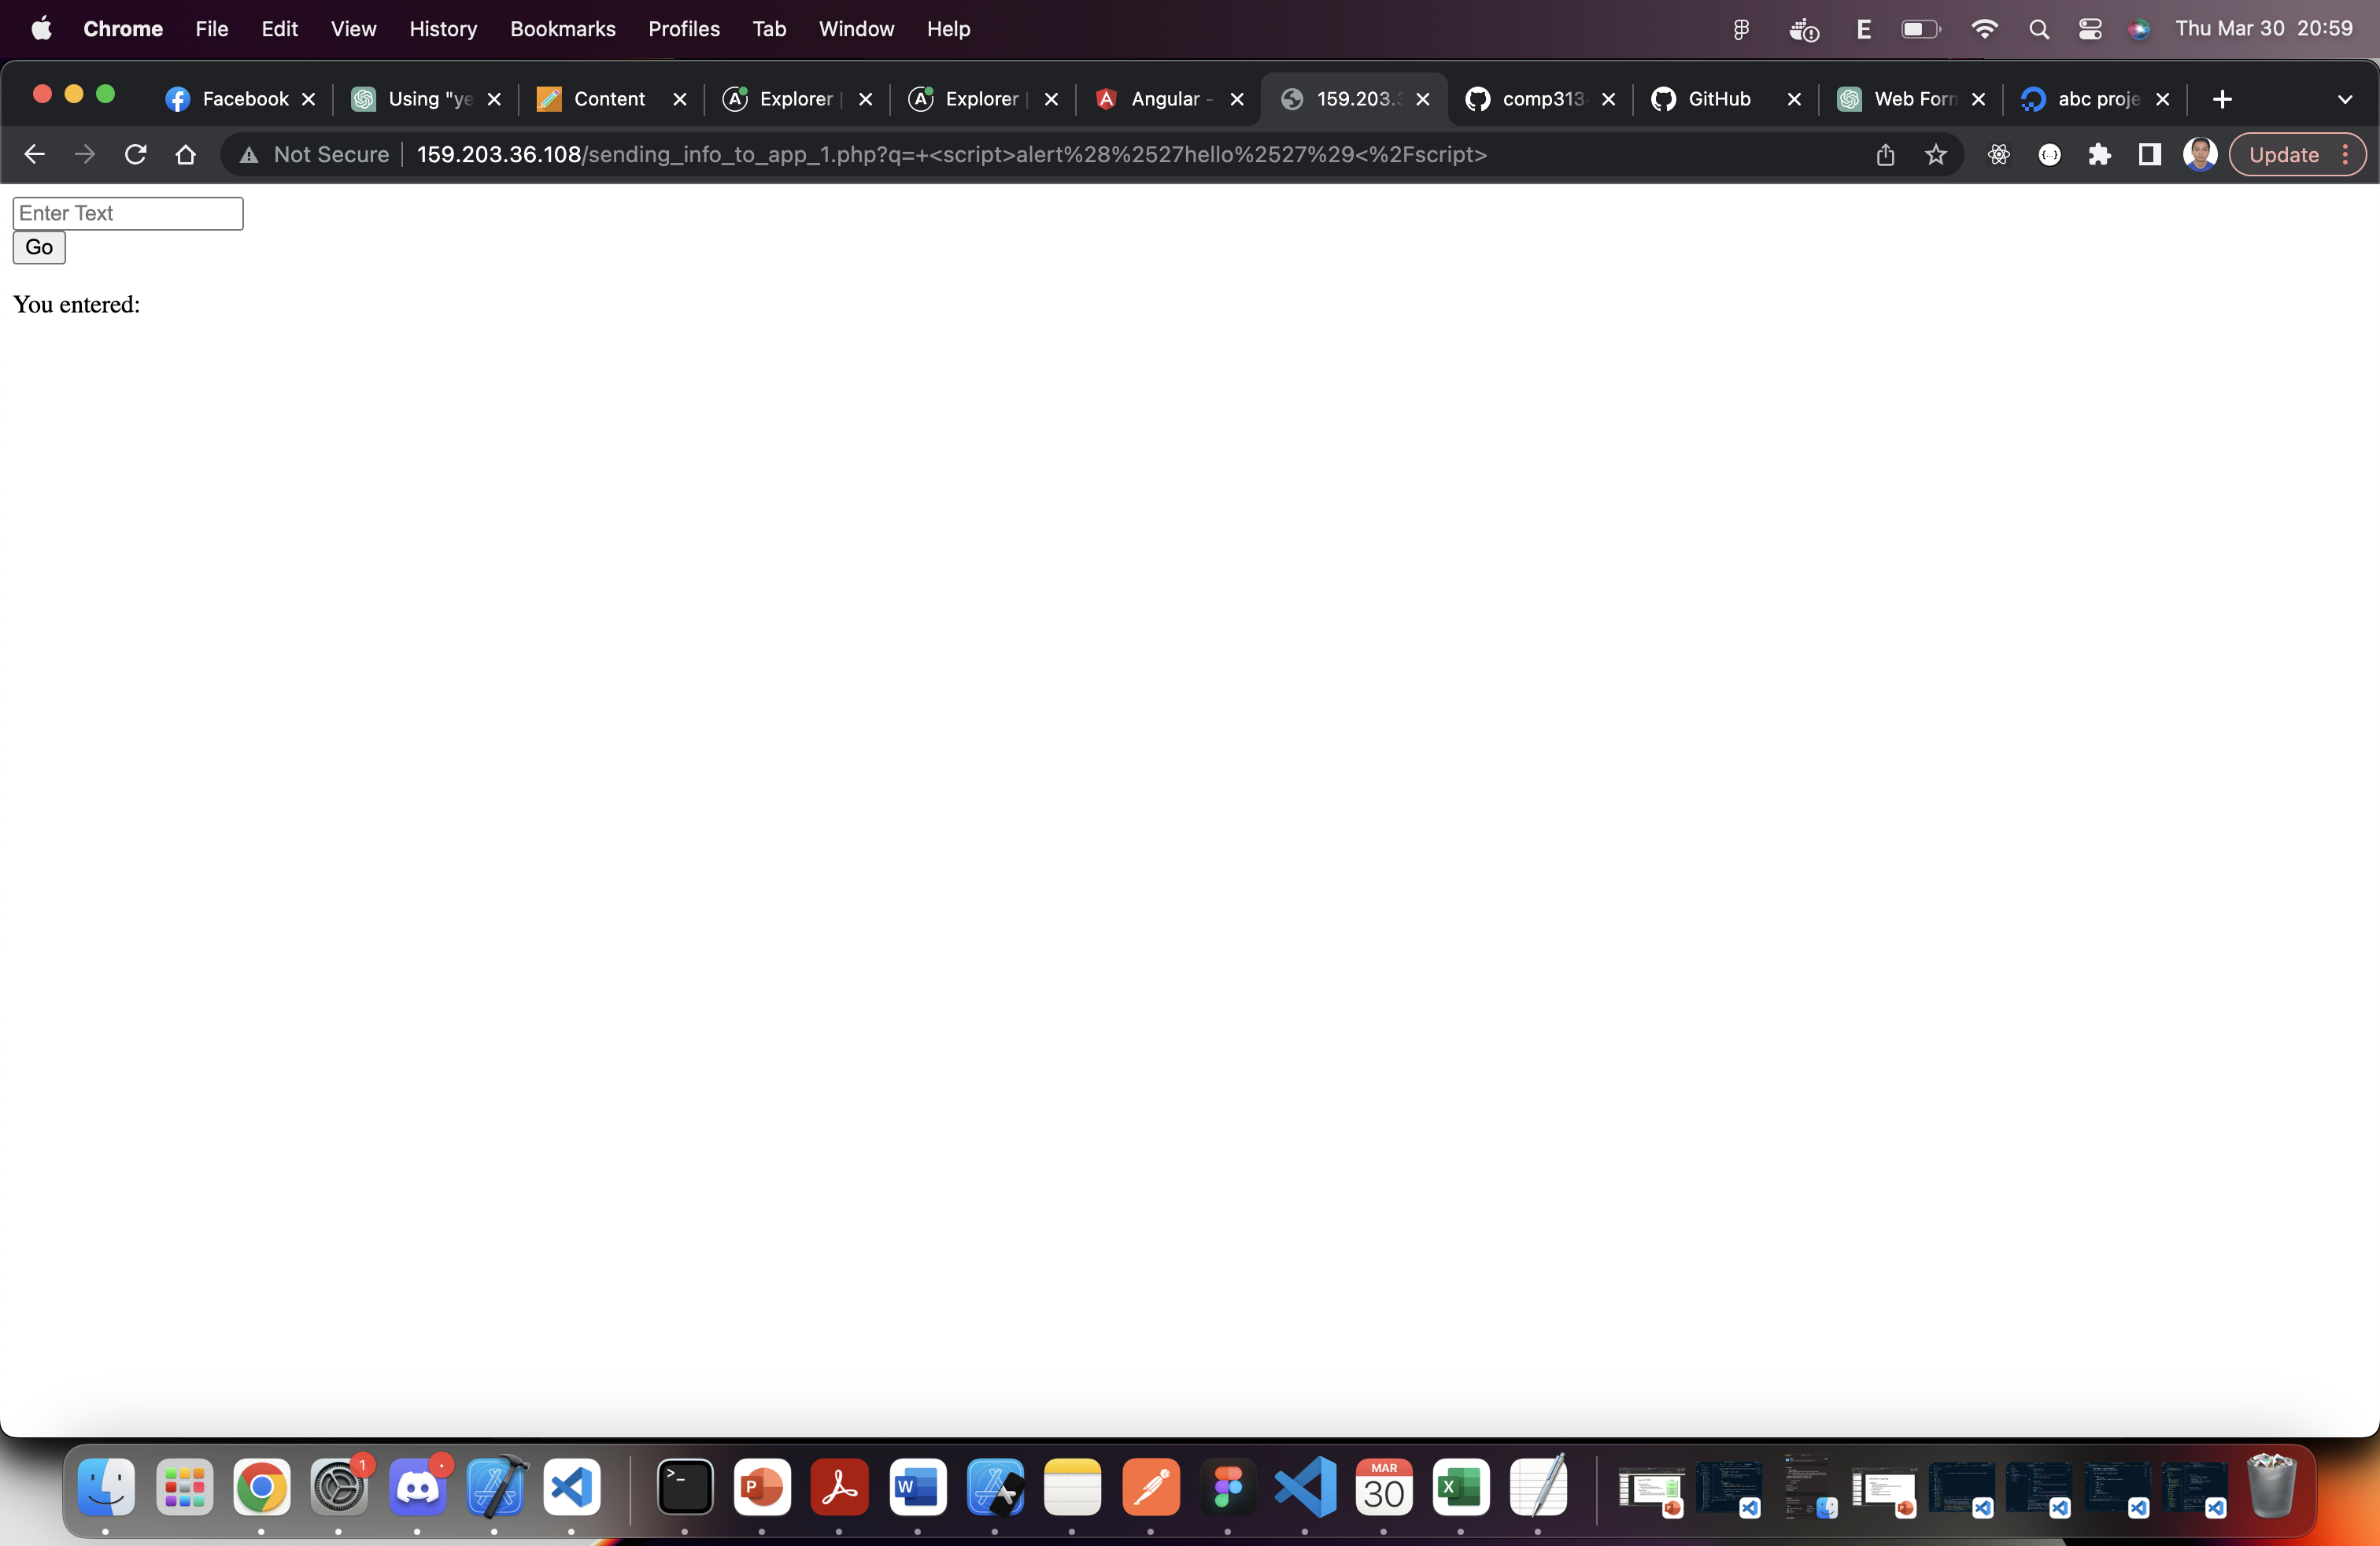 Chrome File Edit View History Bookmarks Profiles Tab Window Help E Thu Mar 30 20:59
Facebook Using "ye Content Explorer Explorer Angular - 159.203.3 comp313 GitHub Web Forn abc proje
Not Secure 159.203.36.108/sending_info_to_app_1.php?q=+<script>alert%28%2527hello%2527%29<%2Fscript> Update
Enter Text
Go
You entered:
1 MAR
30